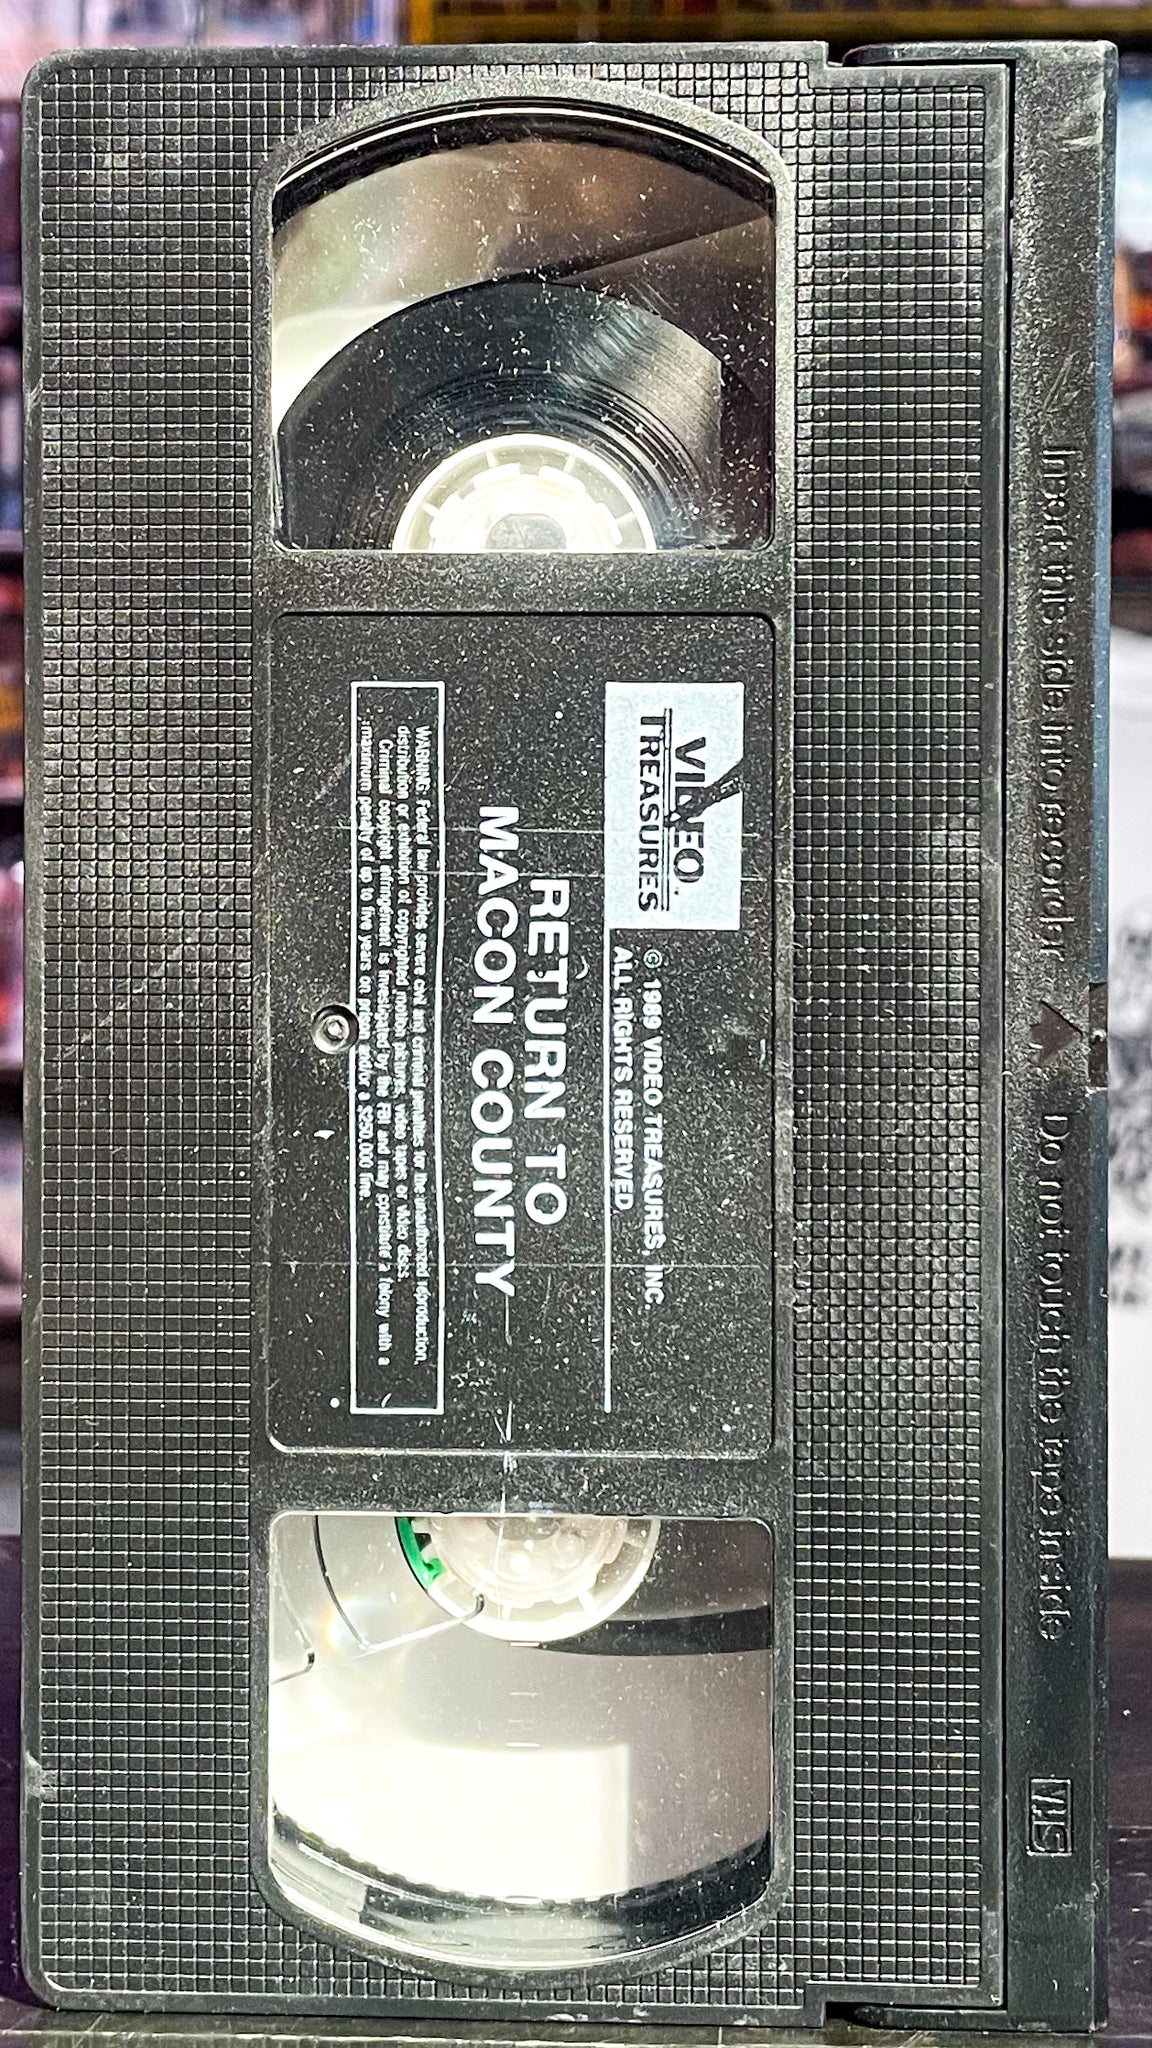 Insert this side into recorder
Do not touch the tape inside
VHS
VIDEO
TREASURES
© 1989 VIDEO TREASURES, INC.
ALL RIGHTS RESERVED
RETURN TO
MACON COUNTY
WARNING: Federal law provides severe civil and criminal penalties for the unauthorized reproduction,
distribution or exhibition of copyrighted motion pictures, video tapes or video discs.
Criminal copyright infringement is investigated by the FBI and may constitute a felony with a
maximum penalty of up to five years in prison and/or a $250,000 fine.